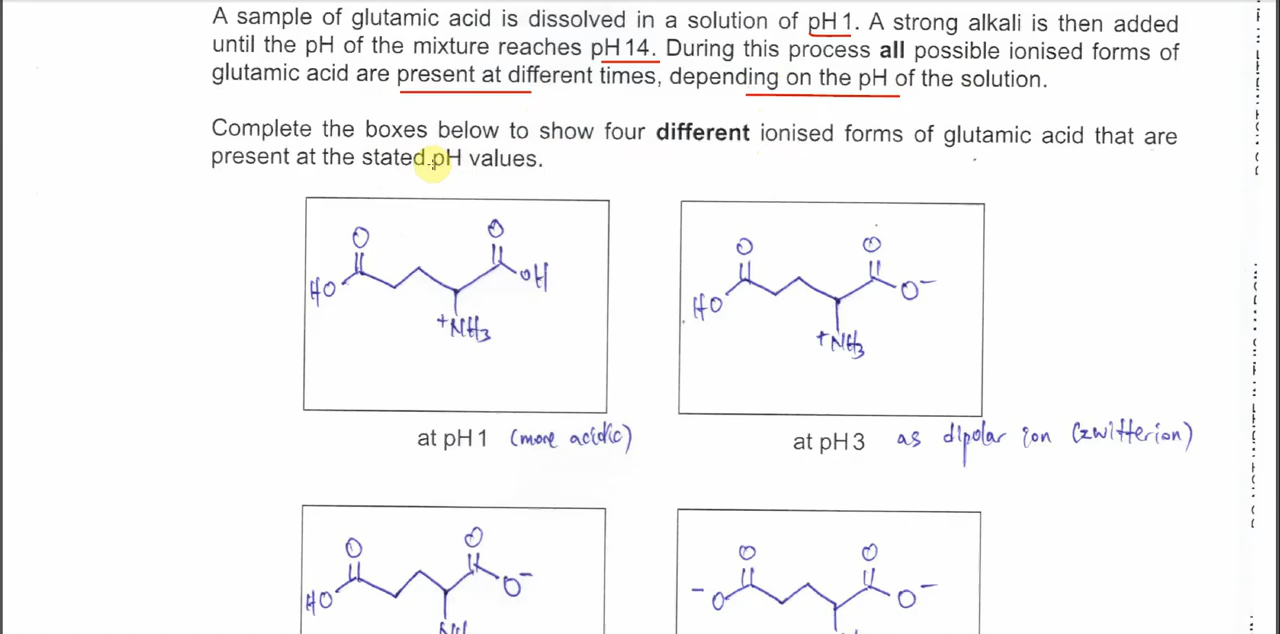 A sample of glutamic acid is dissolved in a solution of pH 1. A strong alkali is then added
until the pH of the mixture reaches pH 14. During this process all possible ionised forms of
glutamic acid are present at different times, depending on the pH of the solution.
Complete the boxes below to show four different ionised forms of glutamic acid that are
present at the stated pH values.
O O
HO OH
+NH3
O O
HO O-
+NH3
at pH 1 (more acidic)
at pH 3 as dipolar ion (zwitterion)
O O
HO O-
O O
-O O-